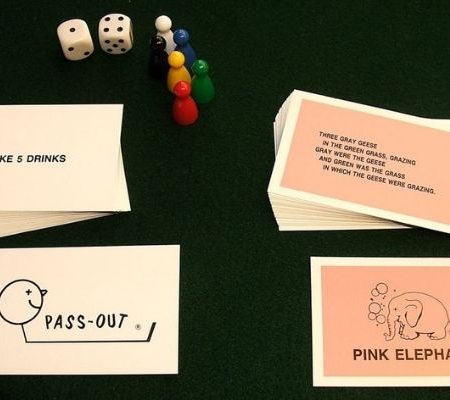 KE 5 DRINKS
THREE GRAY GEESE
IN THE GREEN GRASS, GRAZING
GRAY WERE THE GEESE
AND GREEN WAS THE GRASS
IN WHICH THE GEESE WERE GRAZING.
PASS-OUT ®
PINK ELEPHA